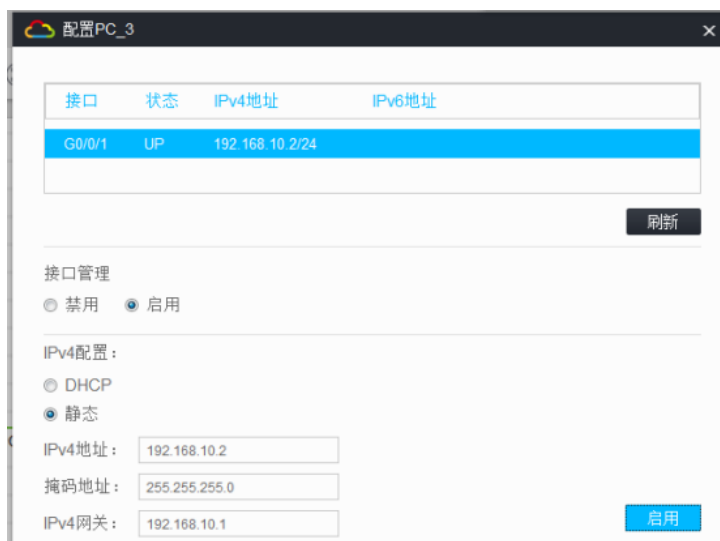 配置PC_3 ×
接口 状态 IPv4地址 IPv6地址
G0/0/1 UP 192.168.10.2/24
刷新
接口管理
禁用 启用
IPv4配置：
DHCP
静态
IPv4地址： 192.168.10.2
掩码地址： 255.255.255.0
IPv4网关： 192.168.10.1 启用